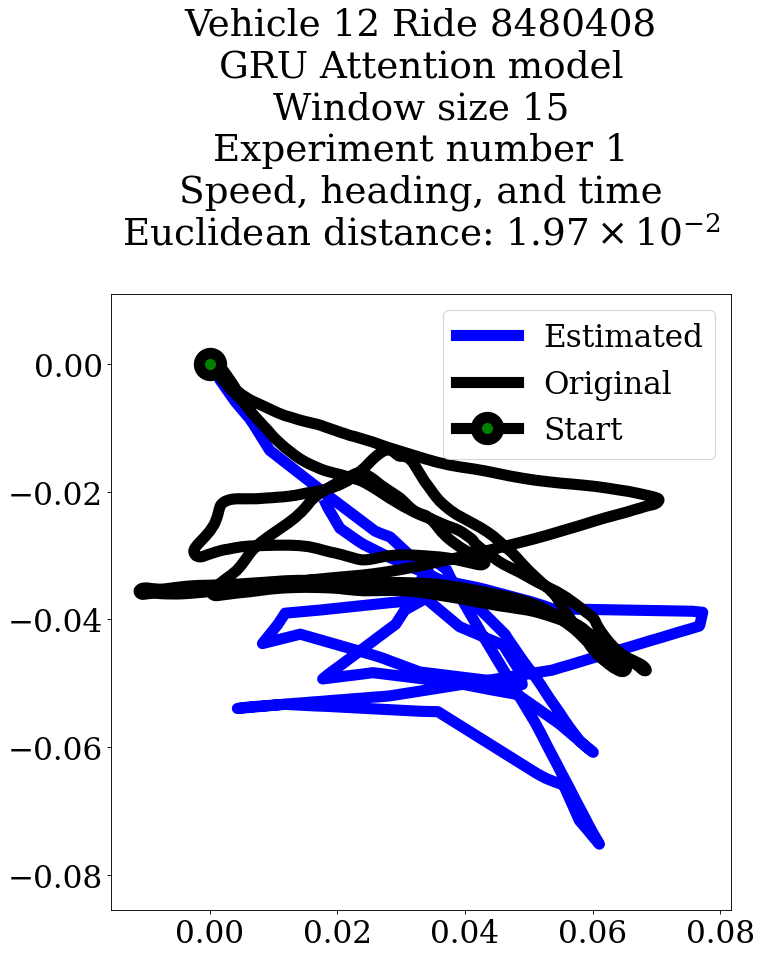 Vehicle 12 Ride 8480408
GRU Attention model
Window size 15
Experiment number 1
Speed, heading, and time
Euclidean distance: 1.97 × 10⁻²
Estimated
Original
Start
0.00
−0.02
−0.04
−0.06
−0.08
0.00 0.02 0.04 0.06 0.08